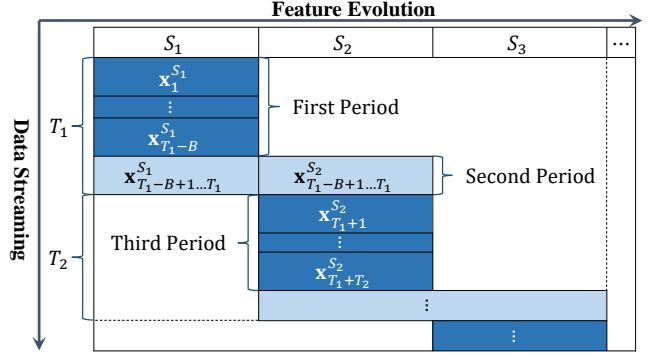 Feature Evolution
S₁ S₂ S₃ ⋯
𝐱₁^{S₁}
⋮
First Period
T₁
𝐱_{T₁−B}^{S₁}
𝐱_{T₁−B+1…T₁}^{S₁} 𝐱_{T₁−B+1…T₁}^{S₂} Second Period
Data Streaming
𝐱_{T₁+1}^{S₂}
Third Period ⋮
T₂
𝐱_{T₁+T₂}^{S₂}
⋮
⋮